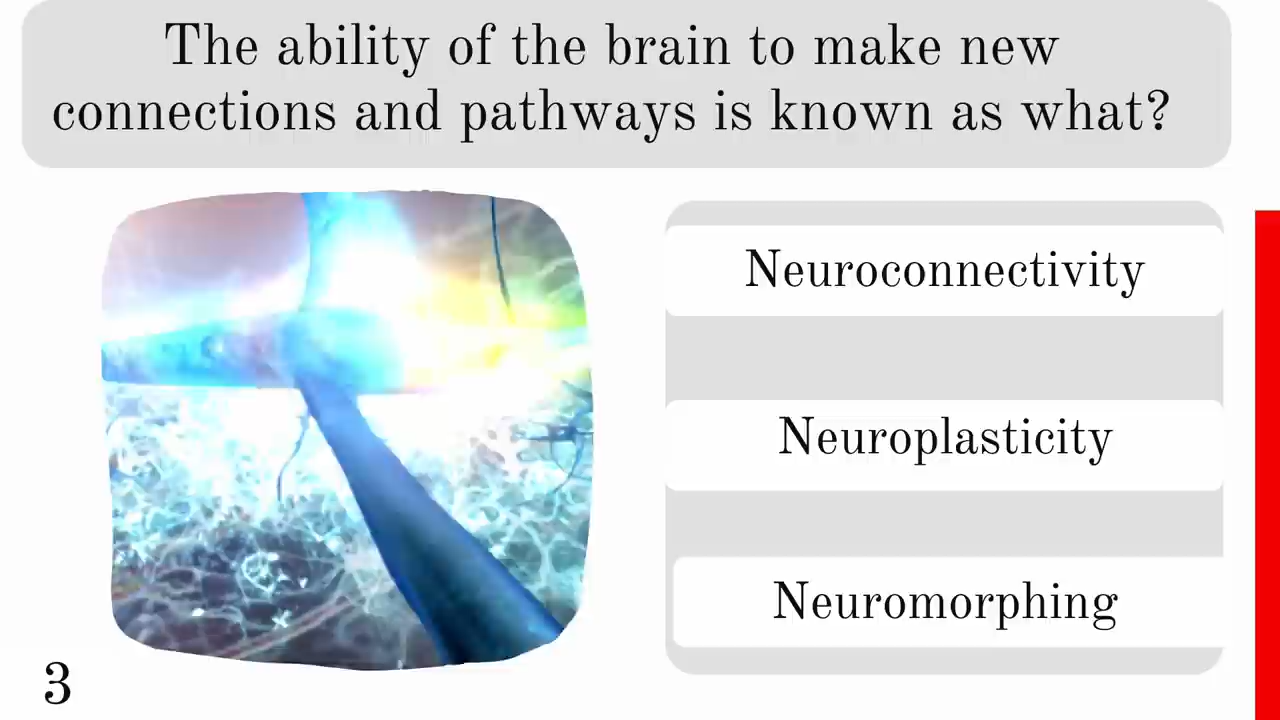 The ability of the brain to make new
connections and pathways is known as what?
Neuroconnectivity
Neuroplasticity
Neuromorphing
3